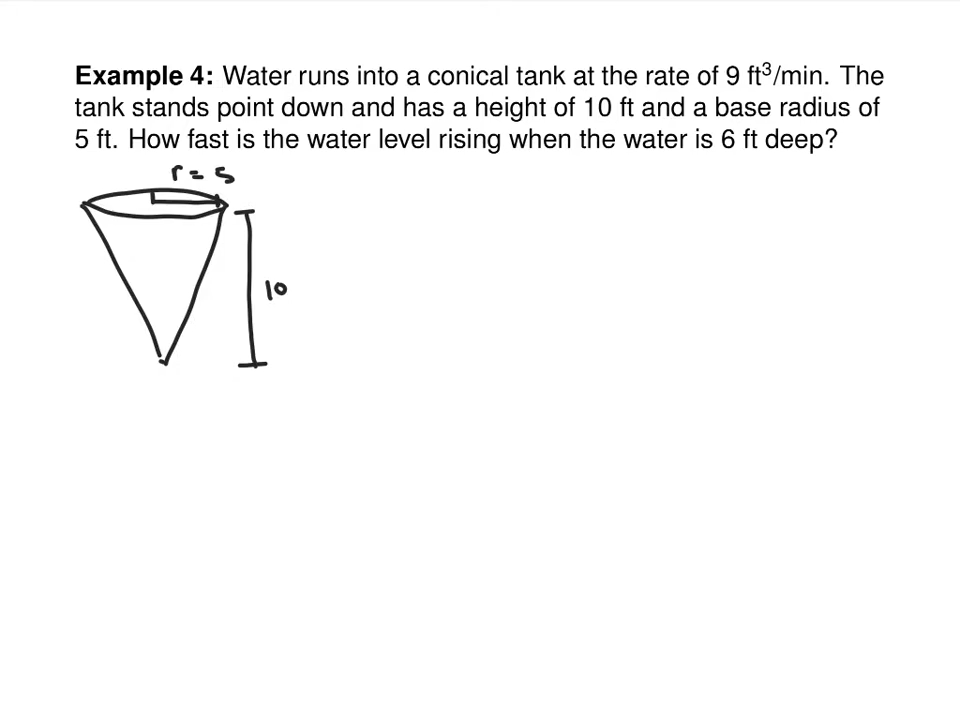 Example 4: Water runs into a conical tank at the rate of 9 ft³/min. The
tank stands point down and has a height of 10 ft and a base radius of
5 ft. How fast is the water level rising when the water is 6 ft deep?
r = 5
10